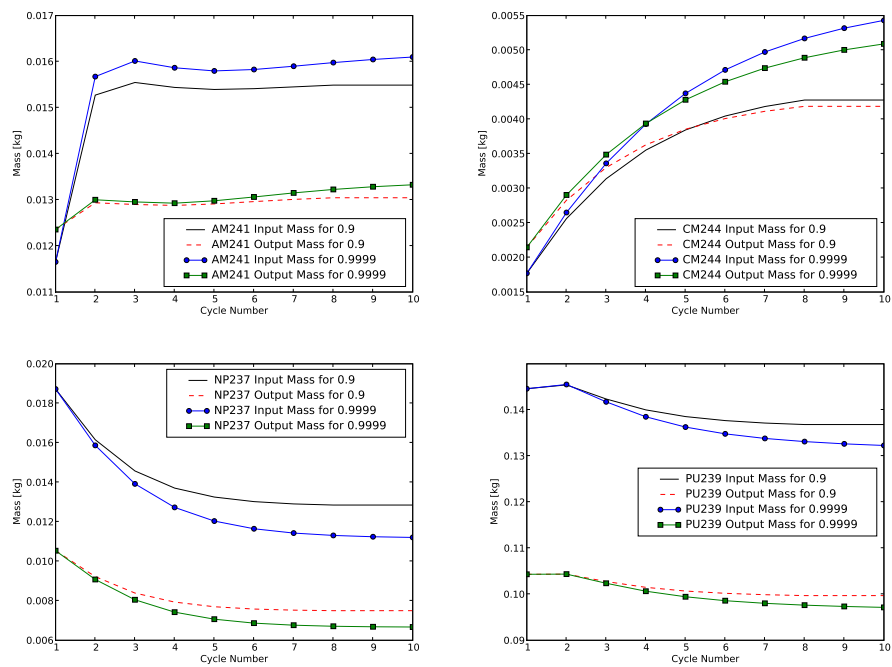 0.017
0.016
0.015
0.014
0.013
0.012
0.011
Mass [kg]
1 2 3 4 5 6 7 8 9 10
Cycle Number
AM241 Input Mass for 0.9
AM241 Output Mass for 0.9
AM241 Input Mass for 0.9999
AM241 Output Mass for 0.9999
0.0055
0.0050
0.0045
0.0040
0.0035
0.0030
0.0025
0.0020
0.0015
Mass [kg]
1 2 3 4 5 6 7 8 9 10
Cycle Number
CM244 Input Mass for 0.9
CM244 Output Mass for 0.9
CM244 Input Mass for 0.9999
CM244 Output Mass for 0.9999
0.020
0.018
0.016
0.014
0.012
0.010
0.008
0.006
Mass [kg]
1 2 3 4 5 6 7 8 9 10
Cycle Number
NP237 Input Mass for 0.9
NP237 Output Mass for 0.9
NP237 Input Mass for 0.9999
NP237 Output Mass for 0.9999
0.14
0.13
0.12
0.11
0.10
0.09
Mass [kg]
1 2 3 4 5 6 7 8 9 10
Cycle Number
PU239 Input Mass for 0.9
PU239 Output Mass for 0.9
PU239 Input Mass for 0.9999
PU239 Output Mass for 0.9999